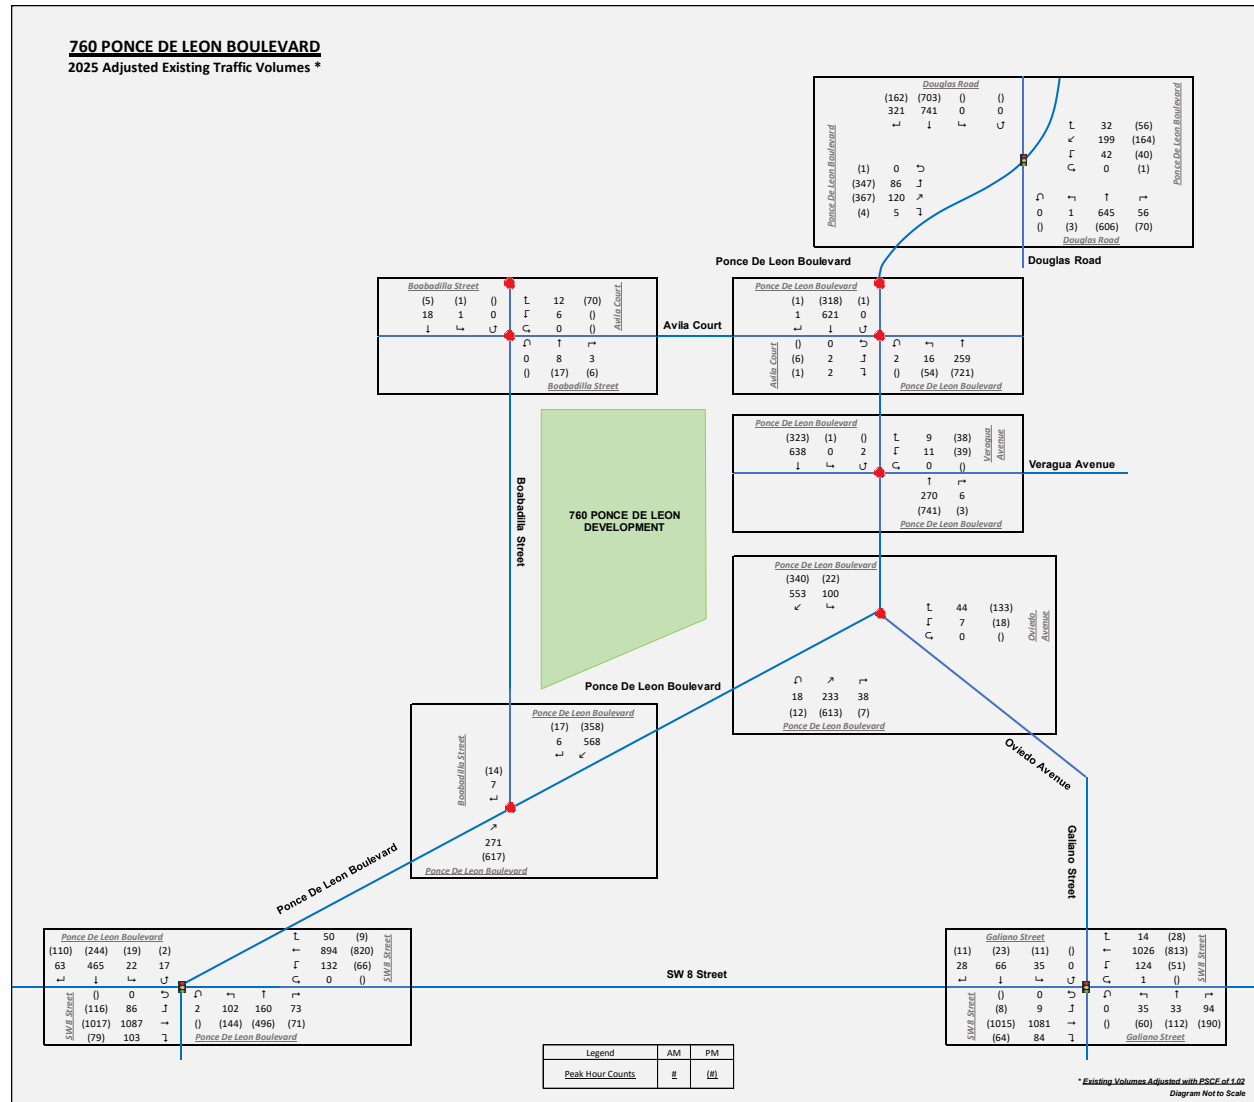 760 PONCE DE LEON BOULEVARD
2025 Adjusted Existing Traffic Volumes *
Douglas Road
(162) (703) () ()
321 741 0 0
Ponce De Leon Boulevard
32 (56)
199 (164)
42 (40)
0 (1)
Ponce De Leon Boulevard
(1) 0
(347) 86
(367) 120
(4) 5
0 1 645 56
() (3) (606) (70)
Douglas Road
Ponce De Leon Boulevard
Douglas Road
Boabadilla Street
(5) (1) ()
18 1 0
12 (70)
6 ()
0 ()
Avila Court
0 8 3
() (17) (6)
Boabadilla Street
Avila Court
Ponce De Leon Boulevard
(1) (318) (1)
1 621 0
Avila Court
() 0
(6) 2
(1) 2
2 16 259
() (54) (721)
Ponce De Leon Boulevard
Ponce De Leon Boulevard
(323) (1) ()
638 0 2
9 (38)
11 (39)
0 ()
Veragua Avenue
270 6
(741) (3)
Ponce De Leon Boulevard
Veragua Avenue
Boabadilla Street
760 PONCE DE LEON
DEVELOPMENT
Ponce De Leon Boulevard
(340) (22)
553 100
44 (133)
7 (18)
0 ()
Oviedo
Avenue
18 233 38
(12) (613) (7)
Ponce De Leon Boulevard
Ponce De Leon Boulevard
Oviedo Avenue
Ponce De Leon Boulevard
(17) (358)
6 568
Boabadilla Street
(14)
7
271
(617)
Ponce De Leon Boulevard
Ponce De Leon Boulevard
Galiano Street
Ponce De Leon Boulevard
(110) (244) (19) (2)
63 465 22 17
50 (9)
894 (820)
132 (66)
0 ()
SW 8 Street
SW 8 Street
() 0
(116) 86
(1017) 1087
(79) 103
2 102 160 73
() (144) (496) (71)
Ponce De Leon Boulevard
SW 8 Street
Galiano Street
(11) (23) (11) ()
28 66 35 0
14 (28)
1026 (813)
124 (51)
1 ()
SW 8 Street
SW 8 Street
() 0
(8) 9
(1015) 1081
(64) 84
0 35 33 94
() (60) (112) (190)
Galiano Street
Legend AM PM
Peak Hour Counts # (#)
* Existing Volumes Adjusted with PSCF of 1.02
Diagram Not to Scale